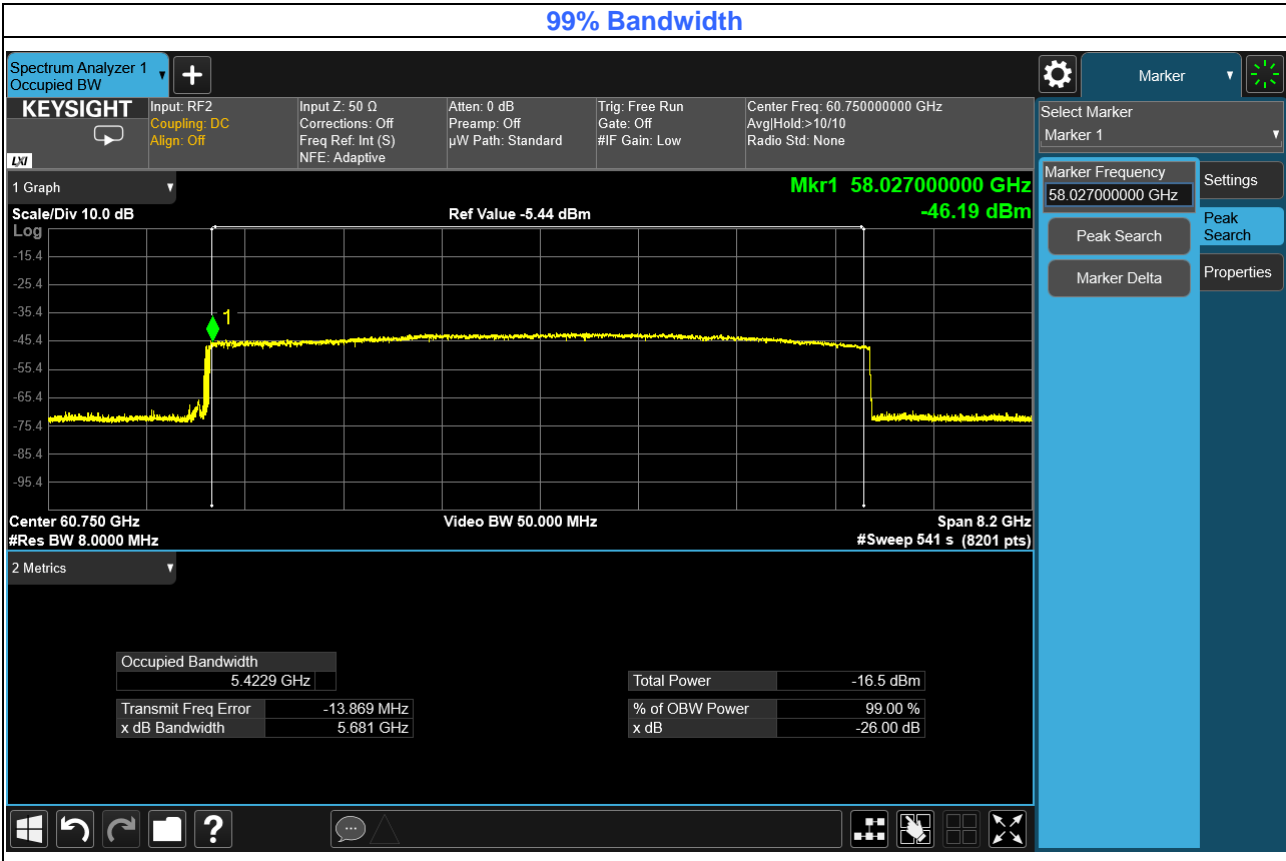 99% Bandwidth
Spectrum Analyzer 1
Occupied BW
+
Marker
KEYSIGHT
Input: RF2
Coupling: DC
Align: Off
Input Z: 50 Ω
Corrections: Off
Freq Ref: Int (S)
NFE: Adaptive
Atten: 0 dB
Preamp: Off
µW Path: Standard
Trig: Free Run
Gate: Off
#IF Gain: Low
Center Freq: 60.750000000 GHz
Avg|Hold:>10/10
Radio Std: None
LXI
Select Marker
Marker 1
Marker Frequency
58.027000000 GHz
Peak Search
Marker Delta
Settings
Peak
Search
Properties
1 Graph
Mkr1 58.027000000 GHz
Scale/Div 10.0 dB
Ref Value -5.44 dBm
-46.19 dBm
Log
-15.4
-25.4
-35.4
1
-45.4
-55.4
-65.4
-75.4
-85.4
-95.4
Center 60.750 GHz
Video BW 50.000 MHz
Span 8.2 GHz
#Res BW 8.0000 MHz
#Sweep 541 s (8201 pts)
2 Metrics
Occupied Bandwidth
5.4229 GHz
Total Power -16.5 dBm
Transmit Freq Error -13.869 MHz
% of OBW Power 99.00 %
x dB Bandwidth 5.681 GHz
x dB -26.00 dB
?